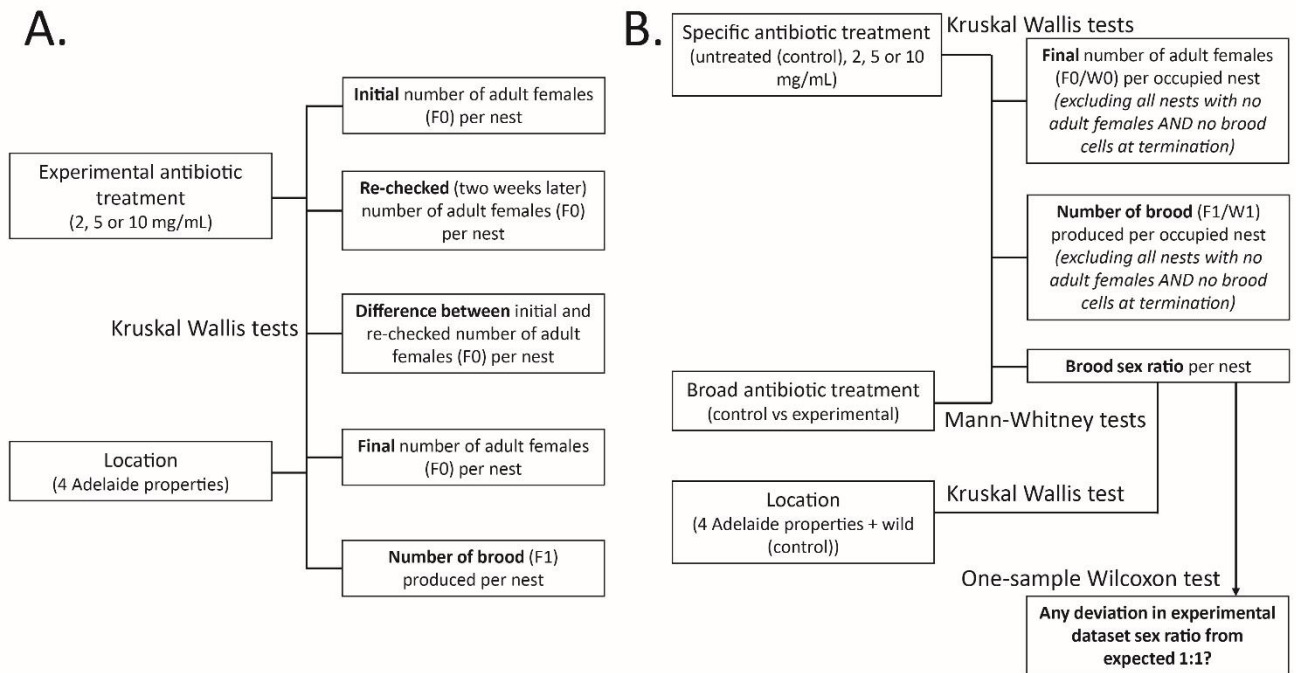 A.
Experimental antibiotic
treatment
(2, 5 or 10 mg/mL)
Location
(4 Adelaide properties)
Kruskal Wallis tests
Initial number of adult females
(F0) per nest
Re-checked (two weeks later)
number of adult females (F0)
per nest
Difference between initial and
re-checked number of adult
females (F0) per nest
Final number of adult females
(F0) per nest
Number of brood (F1)
produced per nest
B.
Specific antibiotic treatment
(untreated (control), 2, 5 or 10
mg/mL)
Kruskal Wallis tests
Final number of adult females
(F0/W0) per occupied nest
(excluding all nests with no
adult females AND no brood
cells at termination)
Number of brood (F1/W1)
produced per occupied nest
(excluding all nests with no
adult females AND no brood
cells at termination)
Brood sex ratio per nest
Broad antibiotic treatment
(control vs experimental)
Mann-Whitney tests
Location
(4 Adelaide properties + wild
(control))
Kruskal Wallis test
One-sample Wilcoxon test
Any deviation in experimental
dataset sex ratio from
expected 1:1?